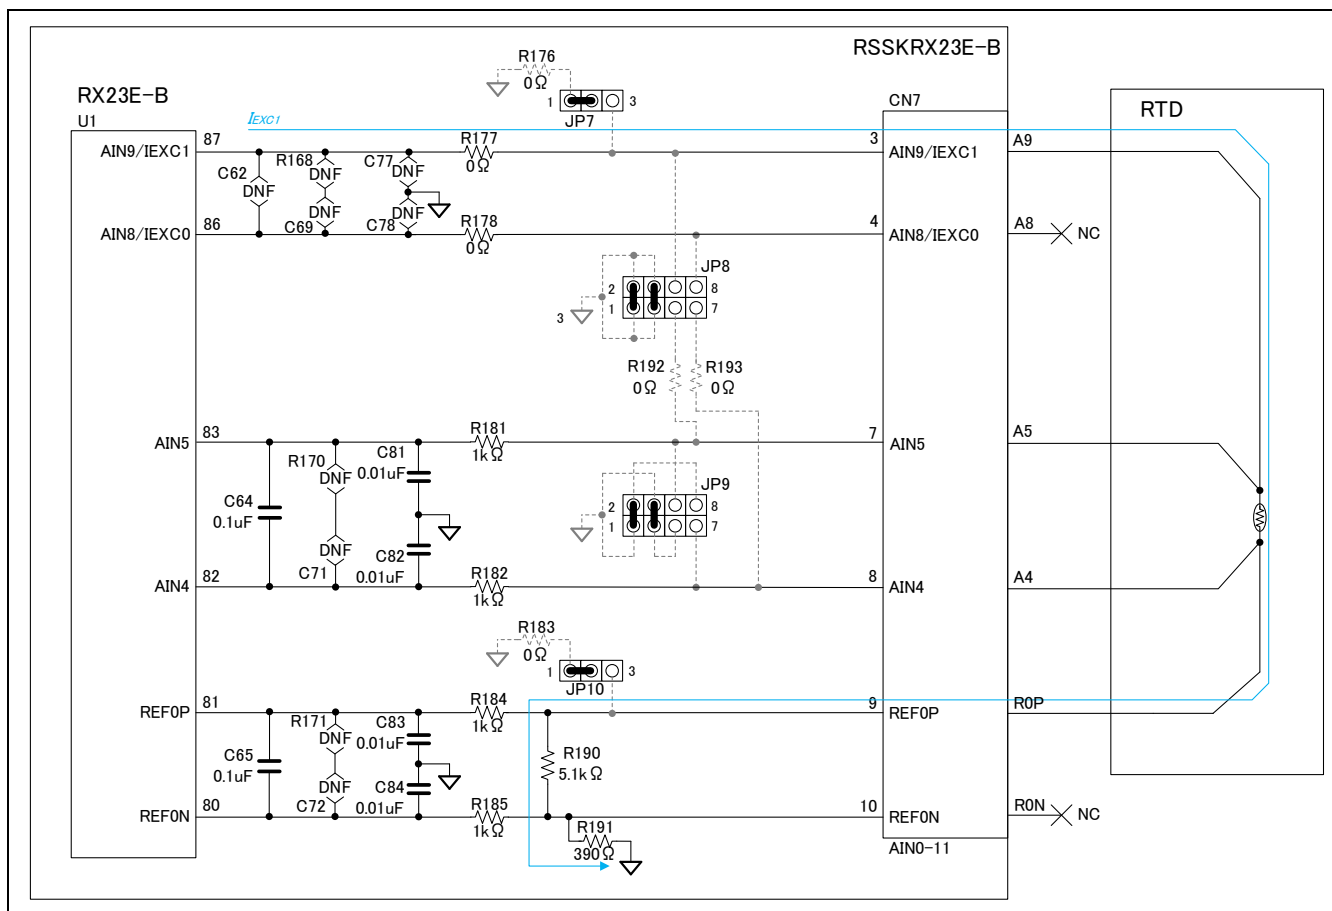 RSSKRX23E-B
R176
0Ω
1
3
JP7
RX23E-B
U1
CN7
RTD
IEXC1
AIN9/IEXC1
87
R177
0Ω
3
AIN9/IEXC1
A9
C62
DNF
R168
DNF
DNF
C69
C77
DNF
DNF
C78
AIN8/IEXC0
86
R178
0Ω
4
AIN8/IEXC0
A8
NC
JP8
2
8
1
7
3
R192
0Ω
R193
0Ω
AIN5
83
R181
1kΩ
7
AIN5
A5
R170
DNF
C81
0.01uF
JP9
2
8
1
7
C64
0.1uF
DNF
C71
C82
0.01uF
AIN4
82
R182
1kΩ
8
AIN4
A4
R183
0Ω
1
3
JP10
REF0P
81
R184
1kΩ
9
REF0P
R0P
R171
DNF
C83
0.01uF
C65
0.1uF
R190
5.1kΩ
DNF
C72
C84
0.01uF
REF0N
80
R185
1kΩ
10
REF0N
R0N
NC
R191
390Ω
AIN0-11